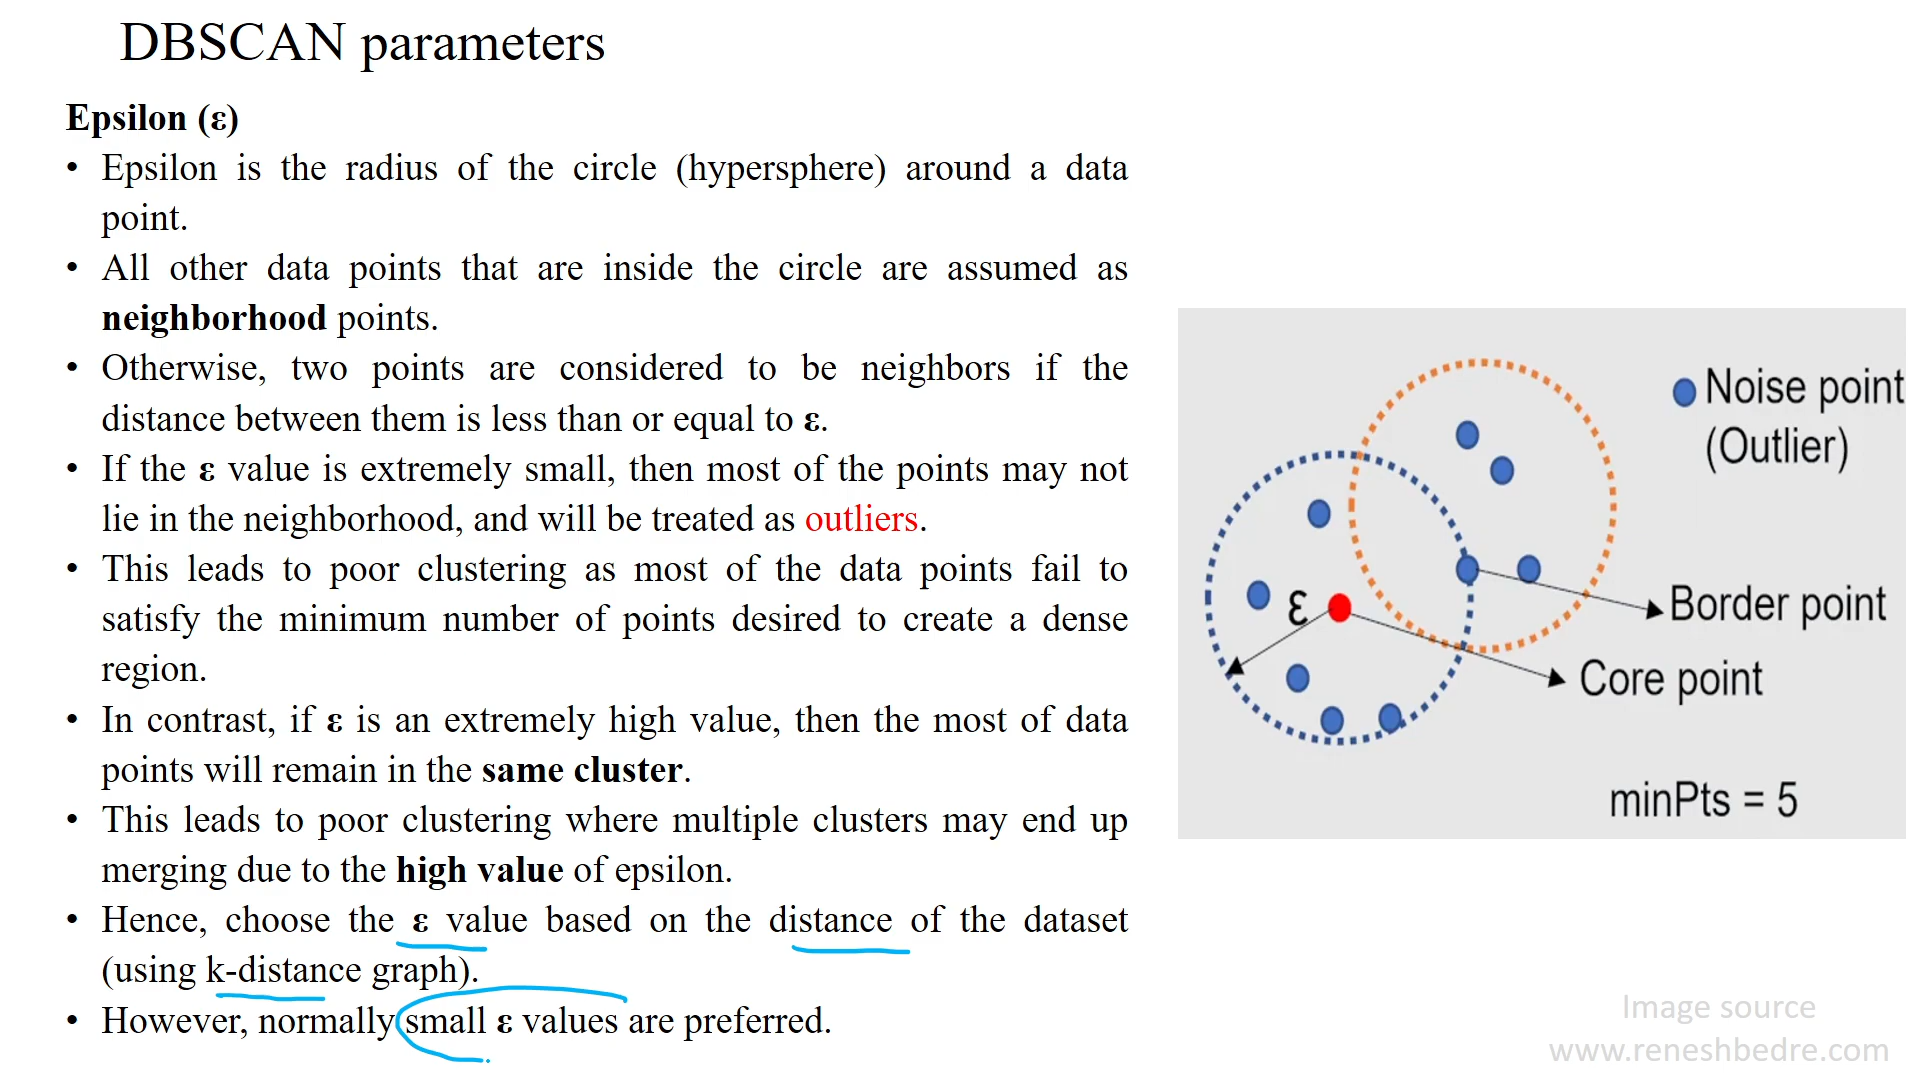 DBSCAN parameters
Epsilon (ε)
• Epsilon is the radius of the circle (hypersphere) around a data
point.
• All other data points that are inside the circle are assumed as
neighborhood points.
• Otherwise, two points are considered to be neighbors if the
distance between them is less than or equal to ε.
• If the ε value is extremely small, then most of the points may not
lie in the neighborhood, and will be treated as outliers.
• This leads to poor clustering as most of the data points fail to
satisfy the minimum number of points desired to create a dense
region.
• In contrast, if ε is an extremely high value, then the most of data
points will remain in the same cluster.
• This leads to poor clustering where multiple clusters may end up
merging due to the high value of epsilon.
• Hence, choose the ε value based on the distance of the dataset
(using k-distance graph).
• However, normally small ε values are preferred.
Noise point
(Outlier)
ε
Border point
Core point
minPts = 5
Image source
www.reneshbedre.com